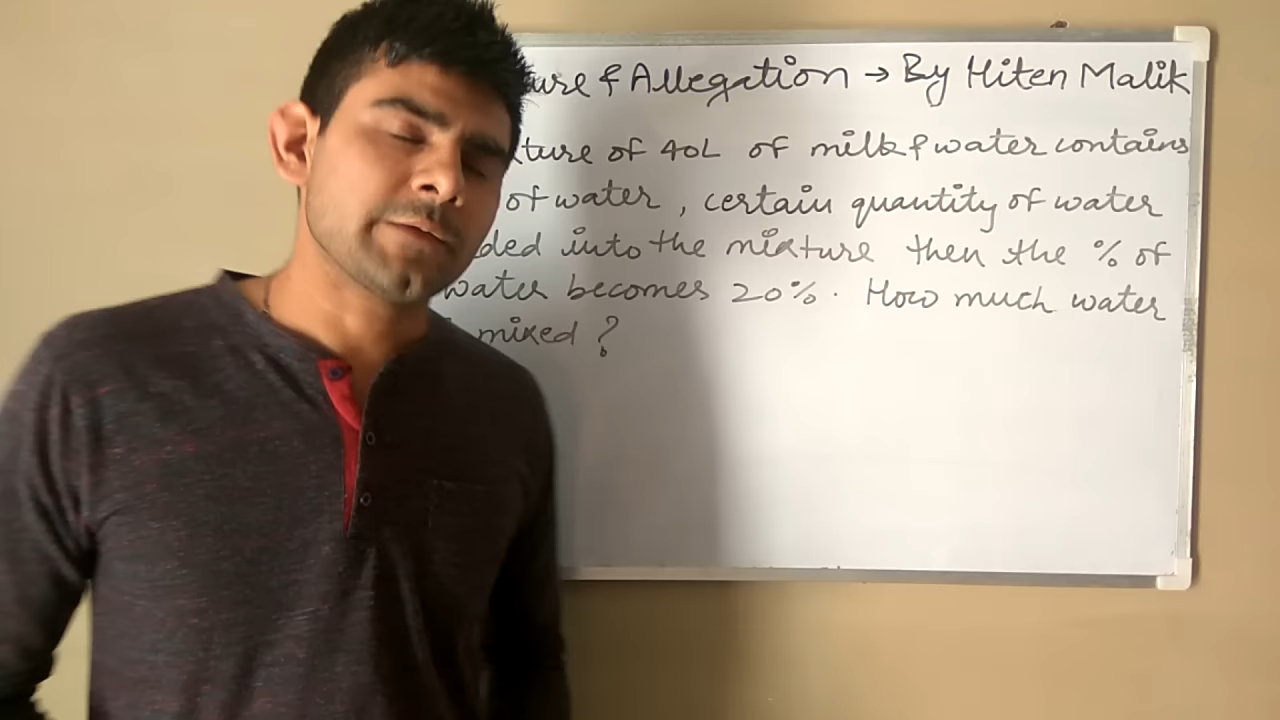 ure & Allegation → By Hiten Malik
ture of 40L of milk & water contains
of water, certain quantity of water
ded into the mixture then the % of
water becomes 20%. How much water
mixed ?